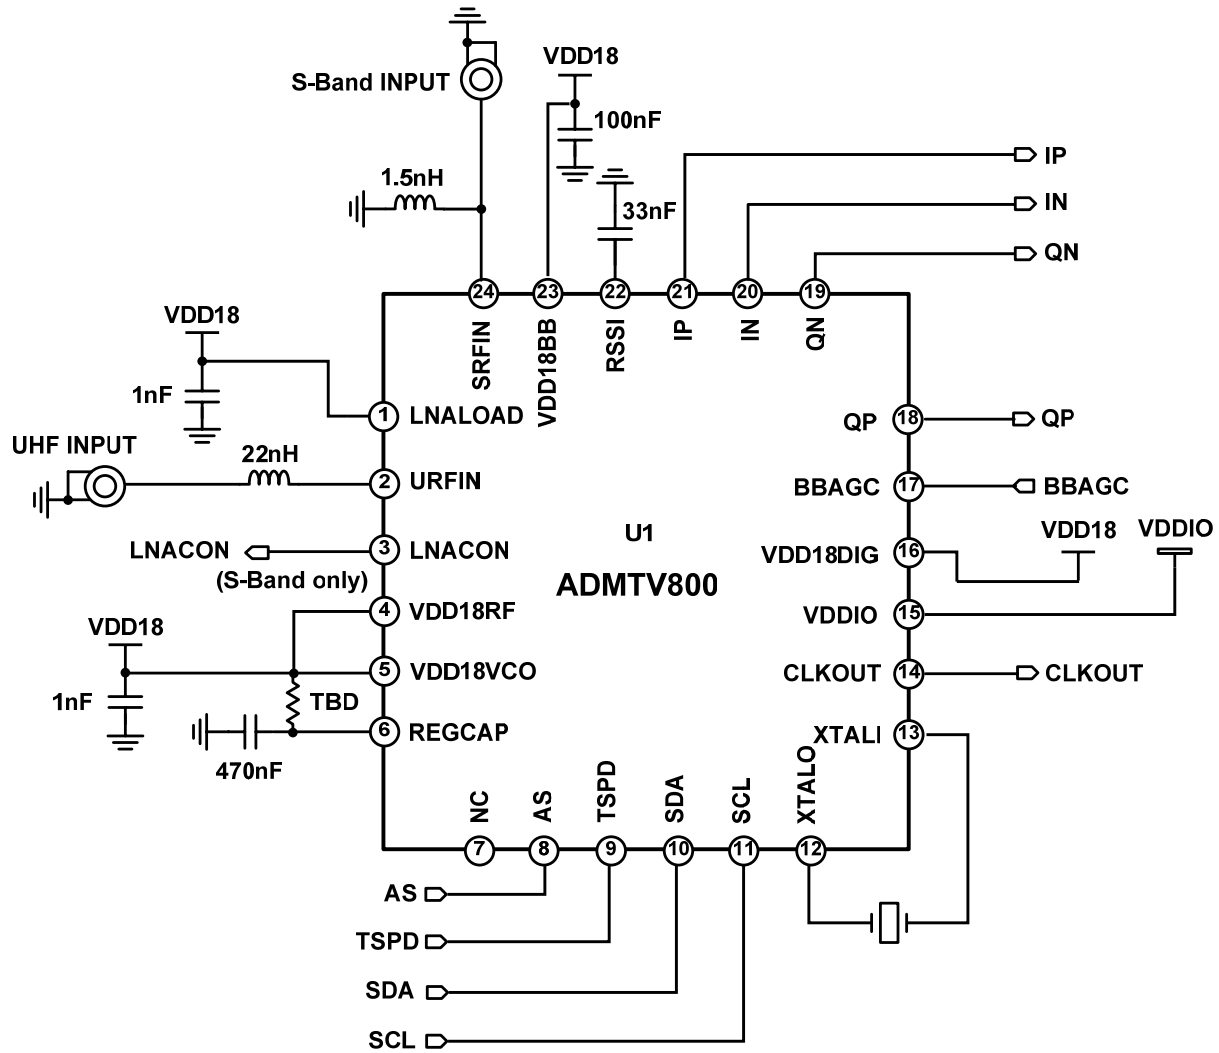 S-Band INPUT
VDD18
100nF
1.5nH
33nF
IP
IN
QN
24
23
22
21
20
19
SRFIN
VDD18BB
RSSI
IP
IN
QN
VDD18
1nF
1
LNALOAD
UHF INPUT
22nH
2
URFIN
LNACON
3
LNACON
(S-Band only)
4
VDD18RF
VDD18
5
VDD18VCO
1nF
TBD
6
REGCAP
470nF
U1
ADMTV800
QP
18
QP
BBAGC
17
BBAGC
VDD18
VDDIO
VDD18DIG
16
VDDIO
15
CLKOUT
14
CLKOUT
XTALI
13
NC
AS
TSPD
SDA
SCL
XTALO
7
8
9
10
11
12
AS
TSPD
SDA
SCL